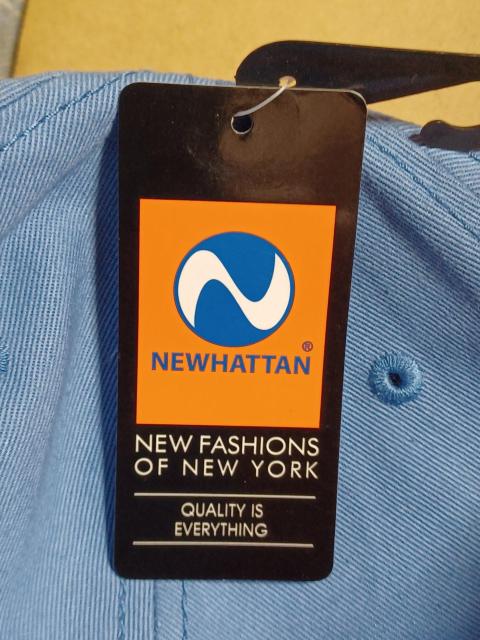 ®
NEWHATTAN
NEW FASHIONS
OF NEW YORK
QUALITY IS
EVERYTHING